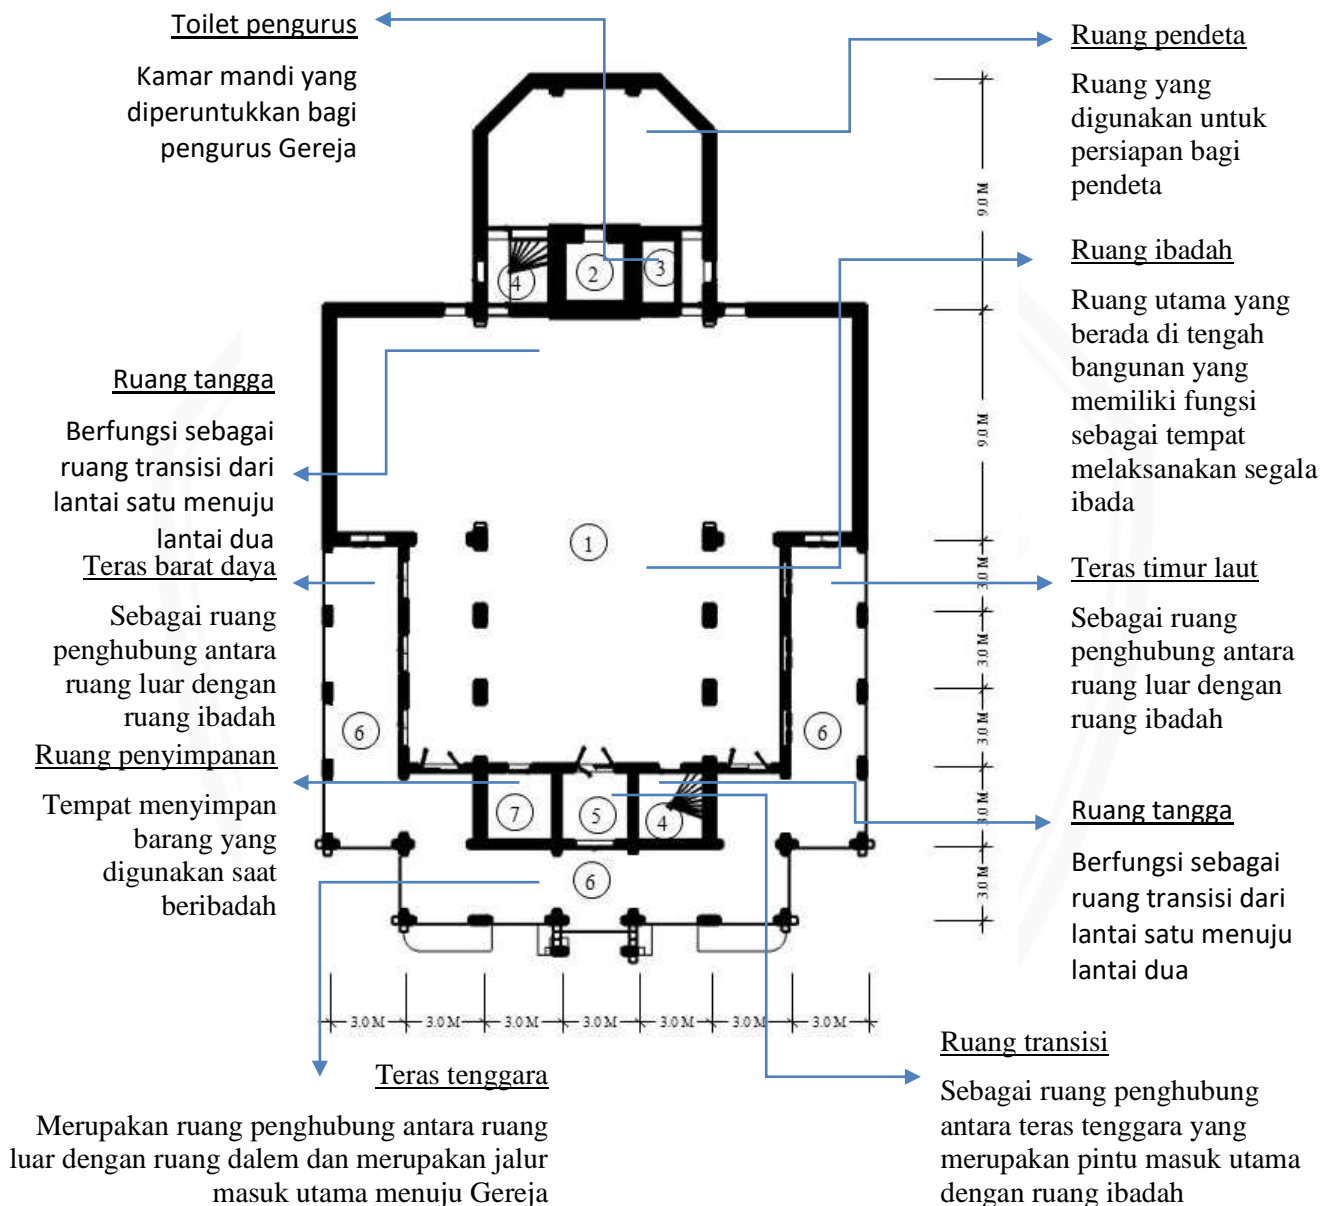 Toilet pengurus
Kamar mandi yang
diperuntukkan bagi
pengurus Gereja
Ruang pendeta
Ruang yang
digunakan untuk
persiapan bagi
pendeta
Ruang ibadah
Ruang utama yang
berada di tengah
bangunan yang
memiliki fungsi
sebagai tempat
melaksanakan segala
ibada
Ruang tangga
Berfungsi sebagai
ruang transisi dari
lantai satu menuju
lantai dua
Teras barat daya
Sebagai ruang
penghubung antara
ruang luar dengan
ruang ibadah
Teras timur laut
Sebagai ruang
penghubung antara
ruang luar dengan
ruang ibadah
Ruang penyimpanan
Tempat menyimpan
barang yang
digunakan saat
beribadah
Ruang tangga
Berfungsi sebagai
ruang transisi dari
lantai satu menuju
lantai dua
4
2
3
1
6
6
7
5
4
6
9.0 M
9.0 M
3.0 M
3.0 M
3.0 M
3.0 M
3.0 M
3.0 M
3.0 M
3.0 M
3.0 M
3.0 M
3.0 M
3.0 M
Teras tenggara
Merupakan ruang penghubung antara ruang
luar dengan ruang dalem dan merupakan jalur
masuk utama menuju Gereja
Ruang transisi
Sebagai ruang penghubung
antara teras tenggara yang
merupakan pintu masuk utama
dengan ruang ibadah